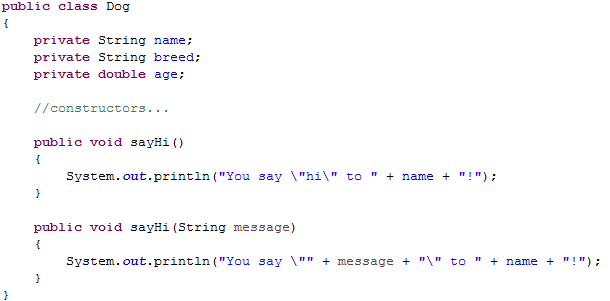 public class Dog
{
    private String name;
    private String breed;
    private double age;

    //constructors...

    public void sayHi()
    {
        System.out.println("You say \"hi\" to " + name + "!");
    }

    public void sayHi(String message)
    {
        System.out.println("You say \"" + message + "\" to " + name + "!");
    }
}